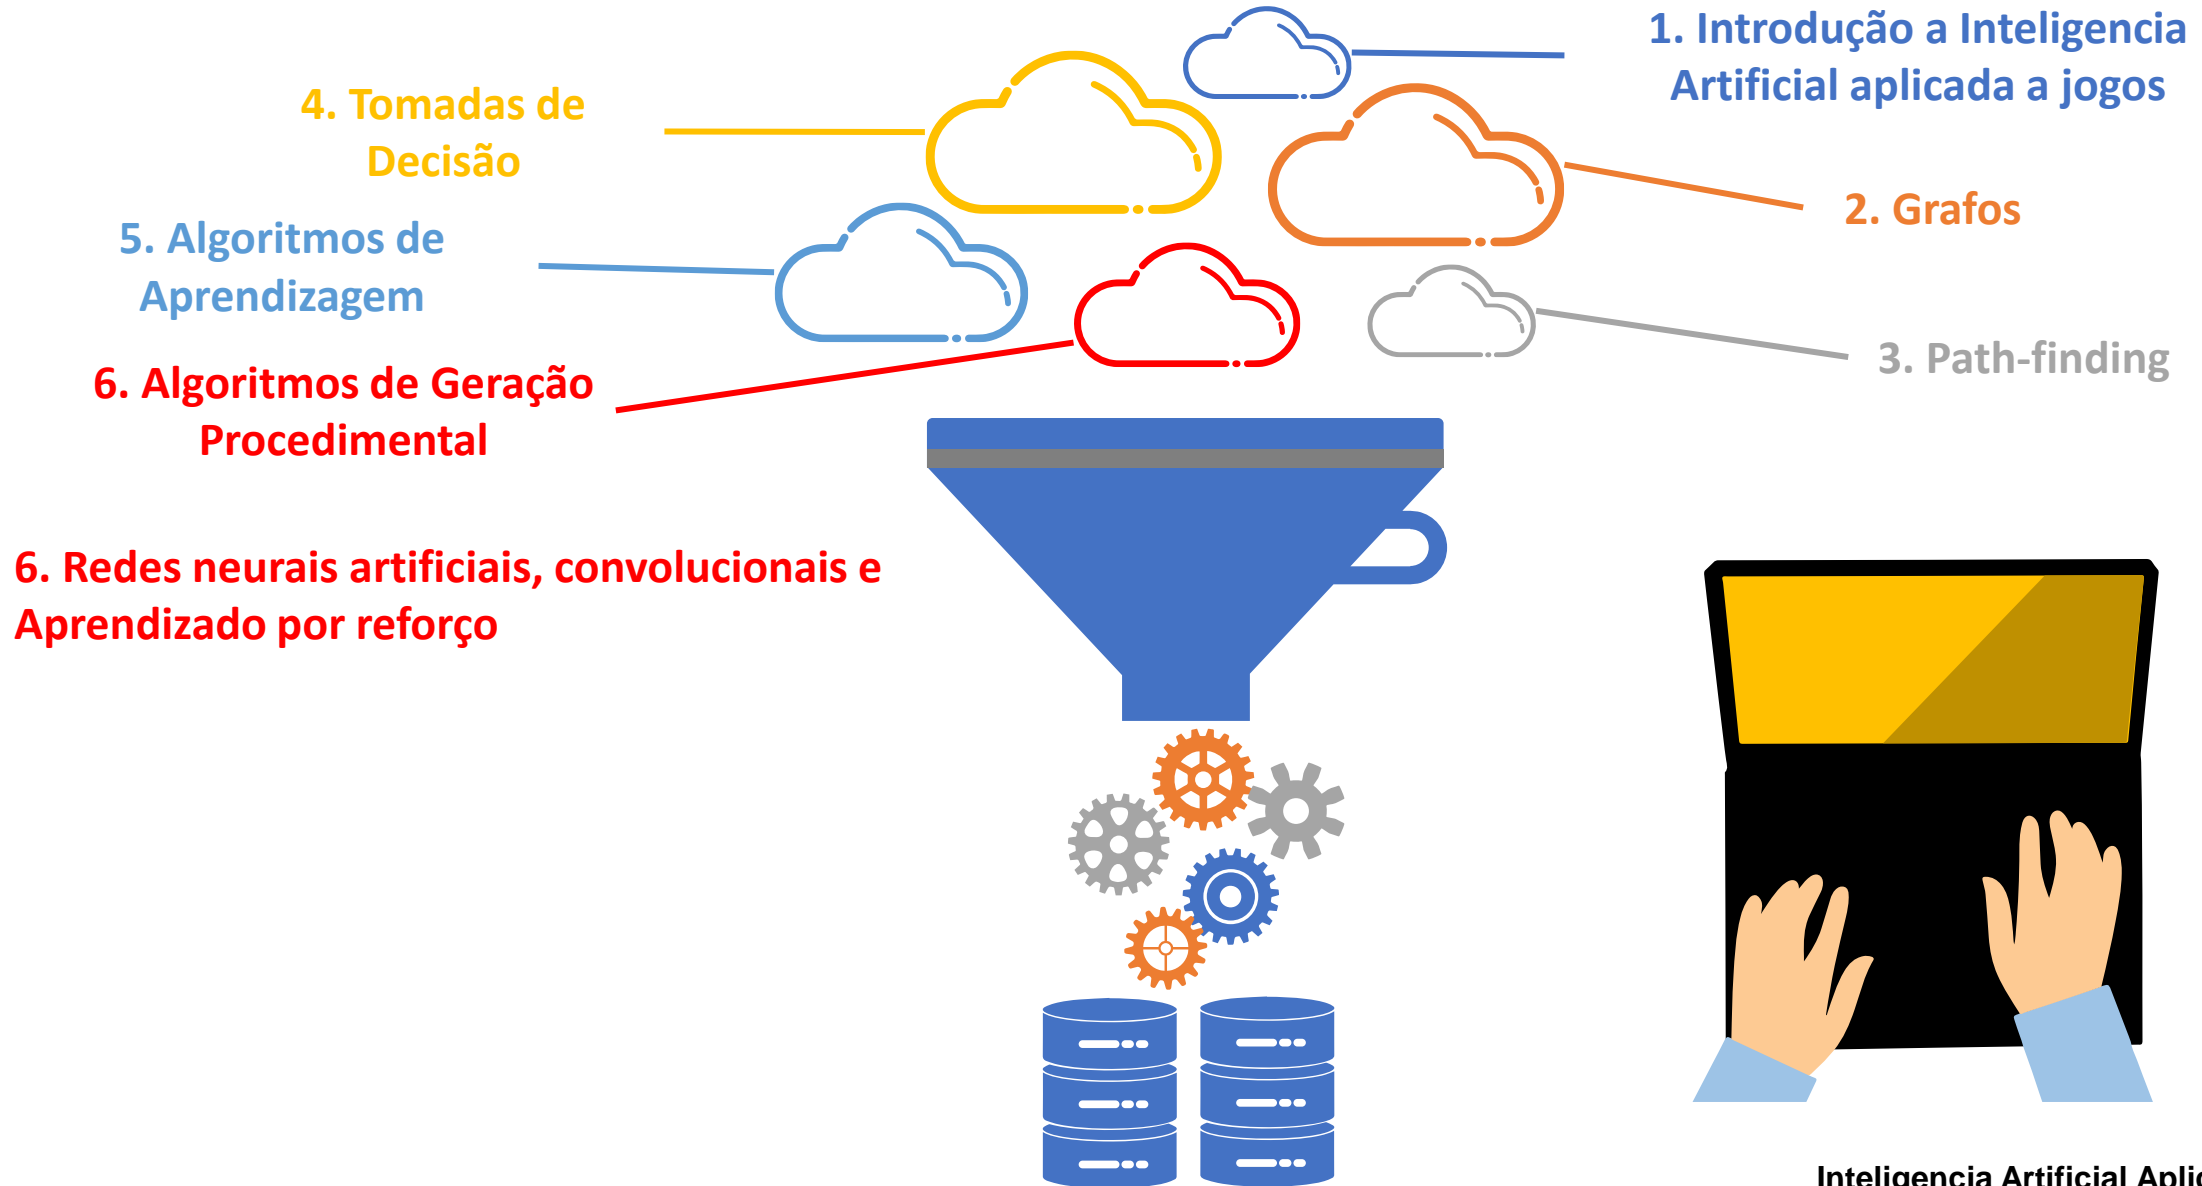 1. Introdução a Inteligencia
Artificial aplicada a jogos
2. Grafos
3. Path-finding
4. Tomadas de
Decisão
5. Algoritmos de
Aprendizagem
6. Algoritmos de Geração
Procedimental
6. Redes neurais artificiais, convolucionais e
Aprendizado por reforço
Inteligencia Artificial